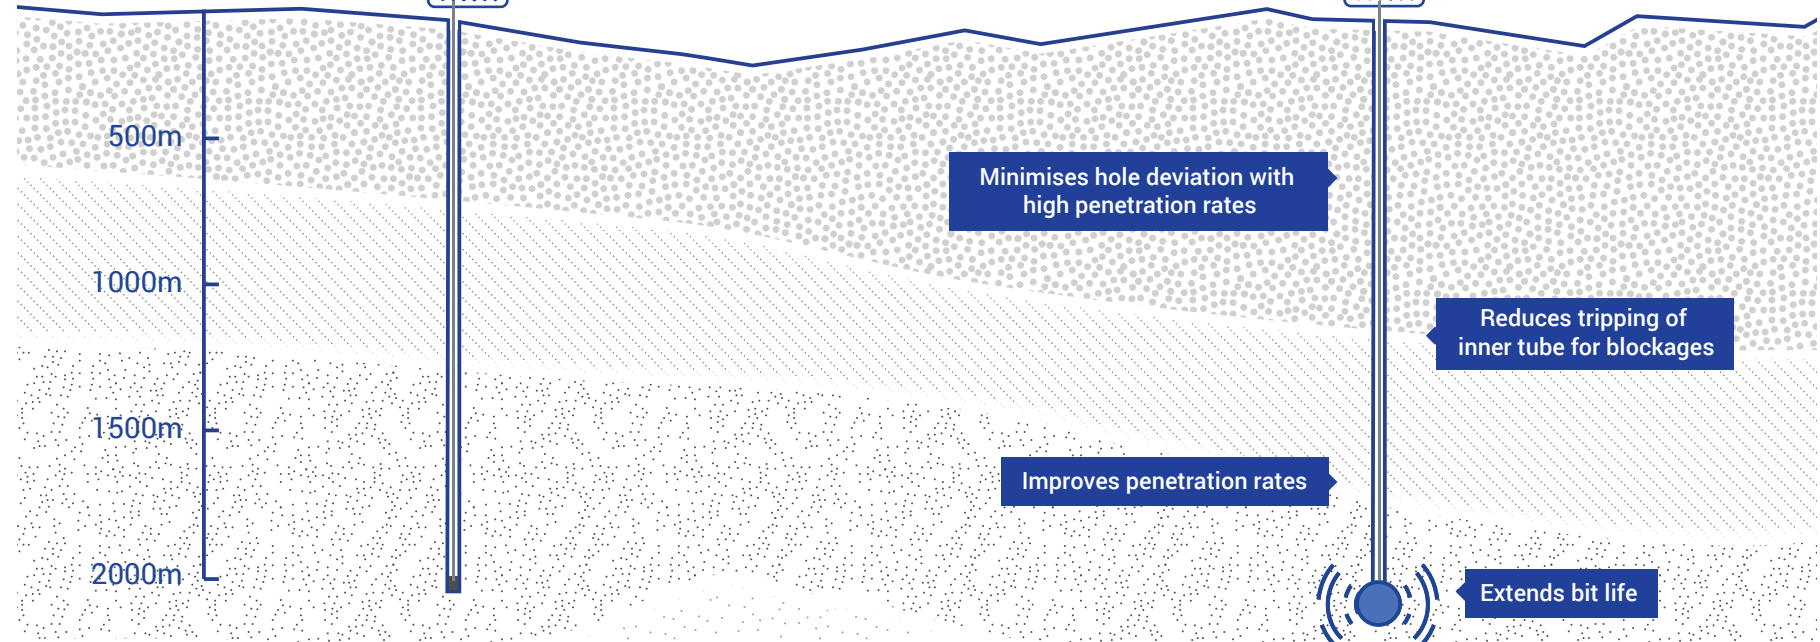 500m
Minimises hole deviation with
high penetration rates
1000m
Reduces tripping of
inner tube for blockages
1500m
Improves penetration rates
2000m
Extends bit life